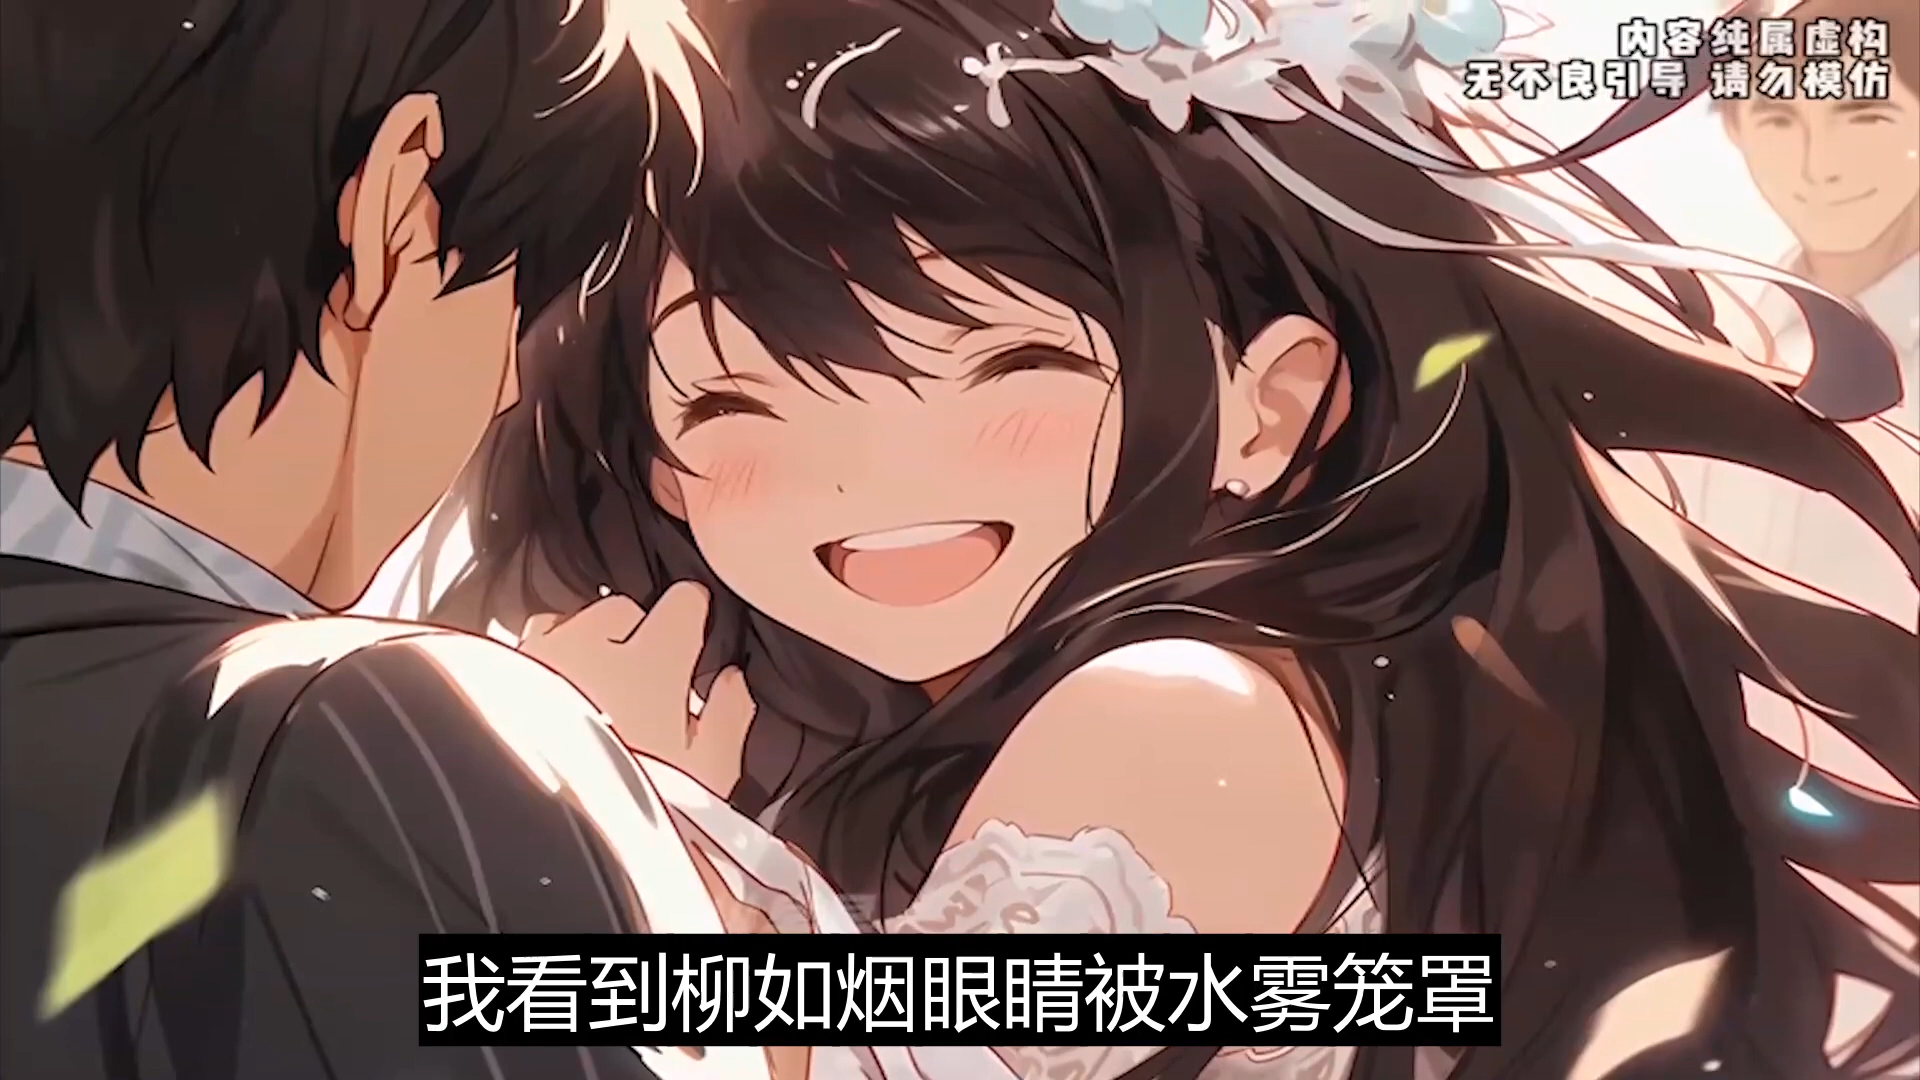 内容纯属虚构
无不良引导 请勿模仿
我看到柳如烟眼睛被水雾笼罩